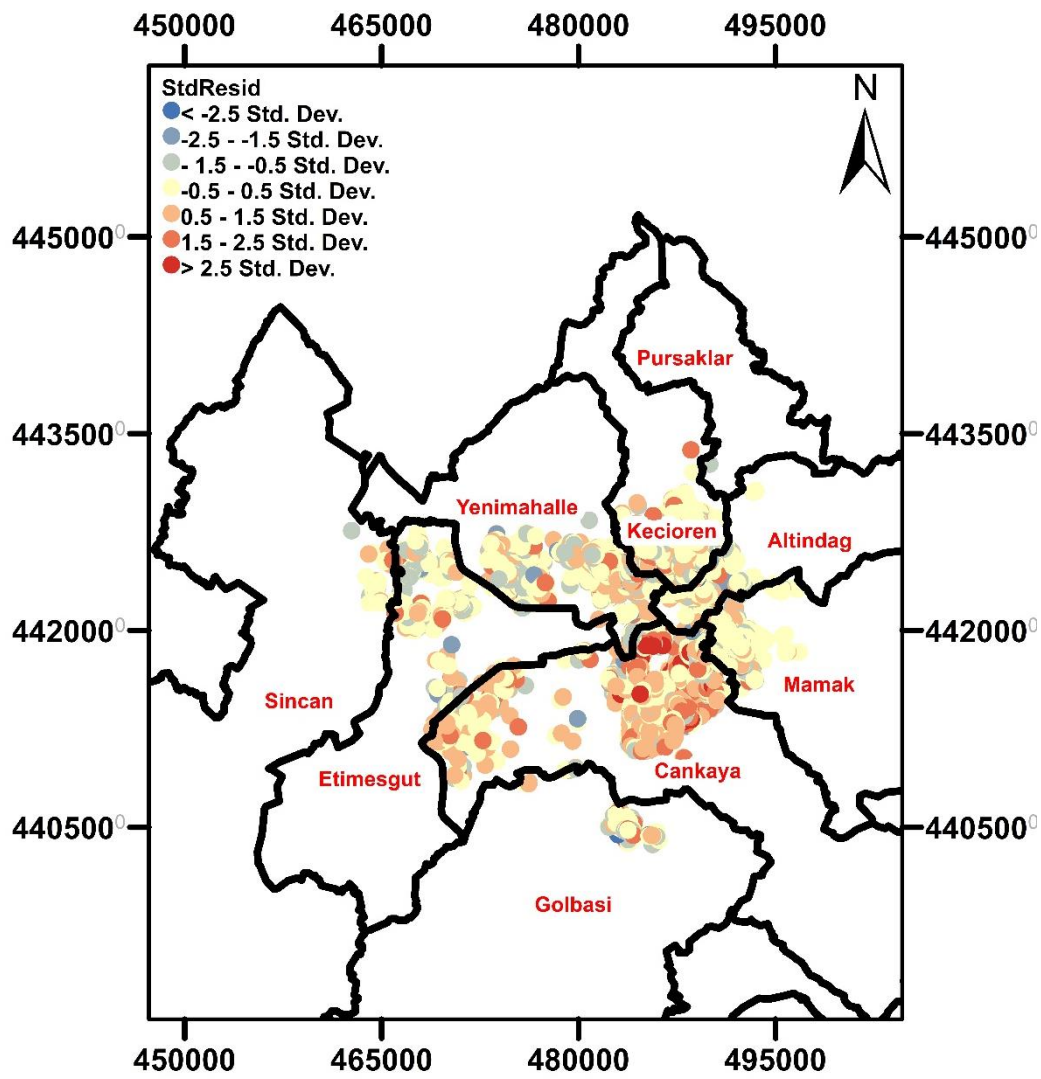 450000 465000 480000 495000
StdResid
< -2.5 Std. Dev.
-2.5 - -1.5 Std. Dev.
- 1.5 - -0.5 Std. Dev.
-0.5 - 0.5 Std. Dev.
0.5 - 1.5 Std. Dev.
1.5 - 2.5 Std. Dev.
> 2.5 Std. Dev.
N
4450000 4450000
Pursaklar
4435000 4435000
Yenimahalle
Kecioren
Altindag
4420000 4420000
Mamak
Sincan
Cankaya
Etimesgut
4405000 4405000
Golbasi
450000 465000 480000 495000